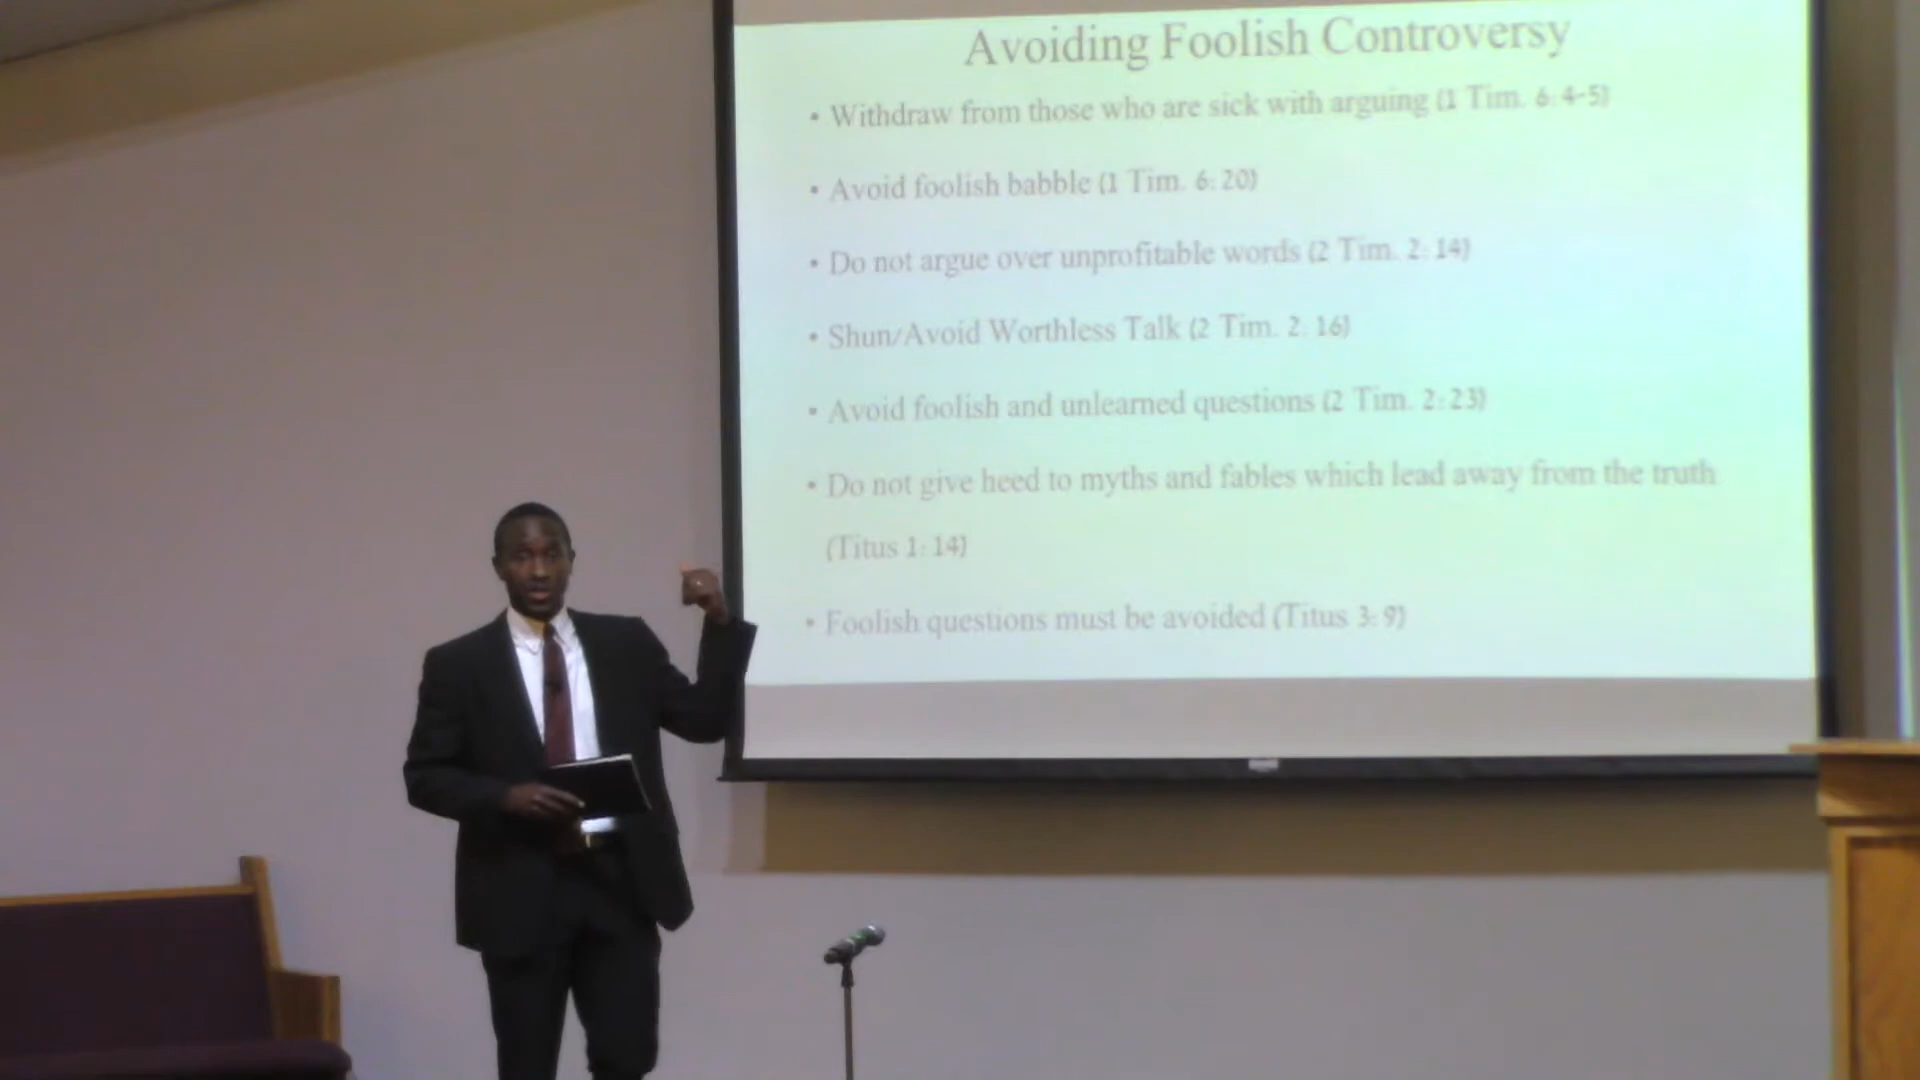 Avoiding Foolish Controversy
• Withdraw from those who are sick with arguing (1 Tim. 6:4-5)
• Avoid foolish babble (1 Tim. 6:20)
• Do not argue over unprofitable words (2 Tim. 2:14)
• Shun/Avoid Worthless Talk (2 Tim. 2:16)
• Avoid foolish and unlearned questions (2 Tim. 2:23)
• Do not give heed to myths and fables which lead away from the truth
(Titus 1:14)
• Foolish questions must be avoided (Titus 3:9)